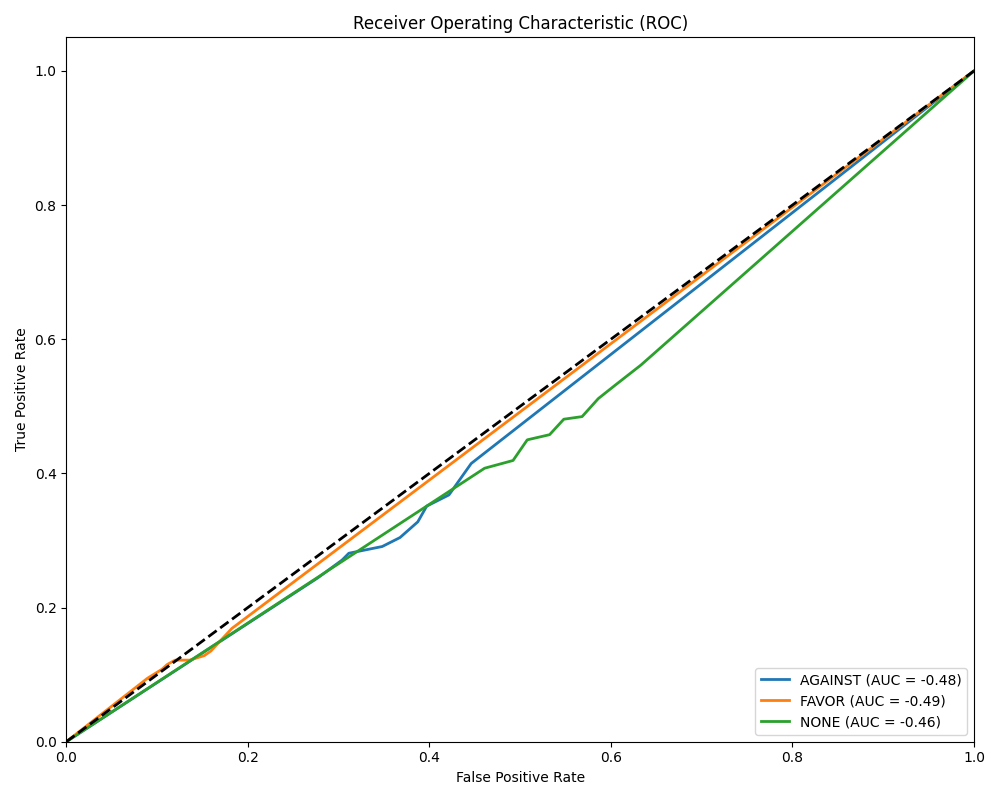 Receiver Operating Characteristic (ROC)
True Positive Rate
1.0
0.8
0.6
0.4
0.2
0.0
0.0 0.2 0.4 0.6 0.8 1.0
False Positive Rate
AGAINST (AUC = -0.48)
FAVOR (AUC = -0.49)
NONE (AUC = -0.46)